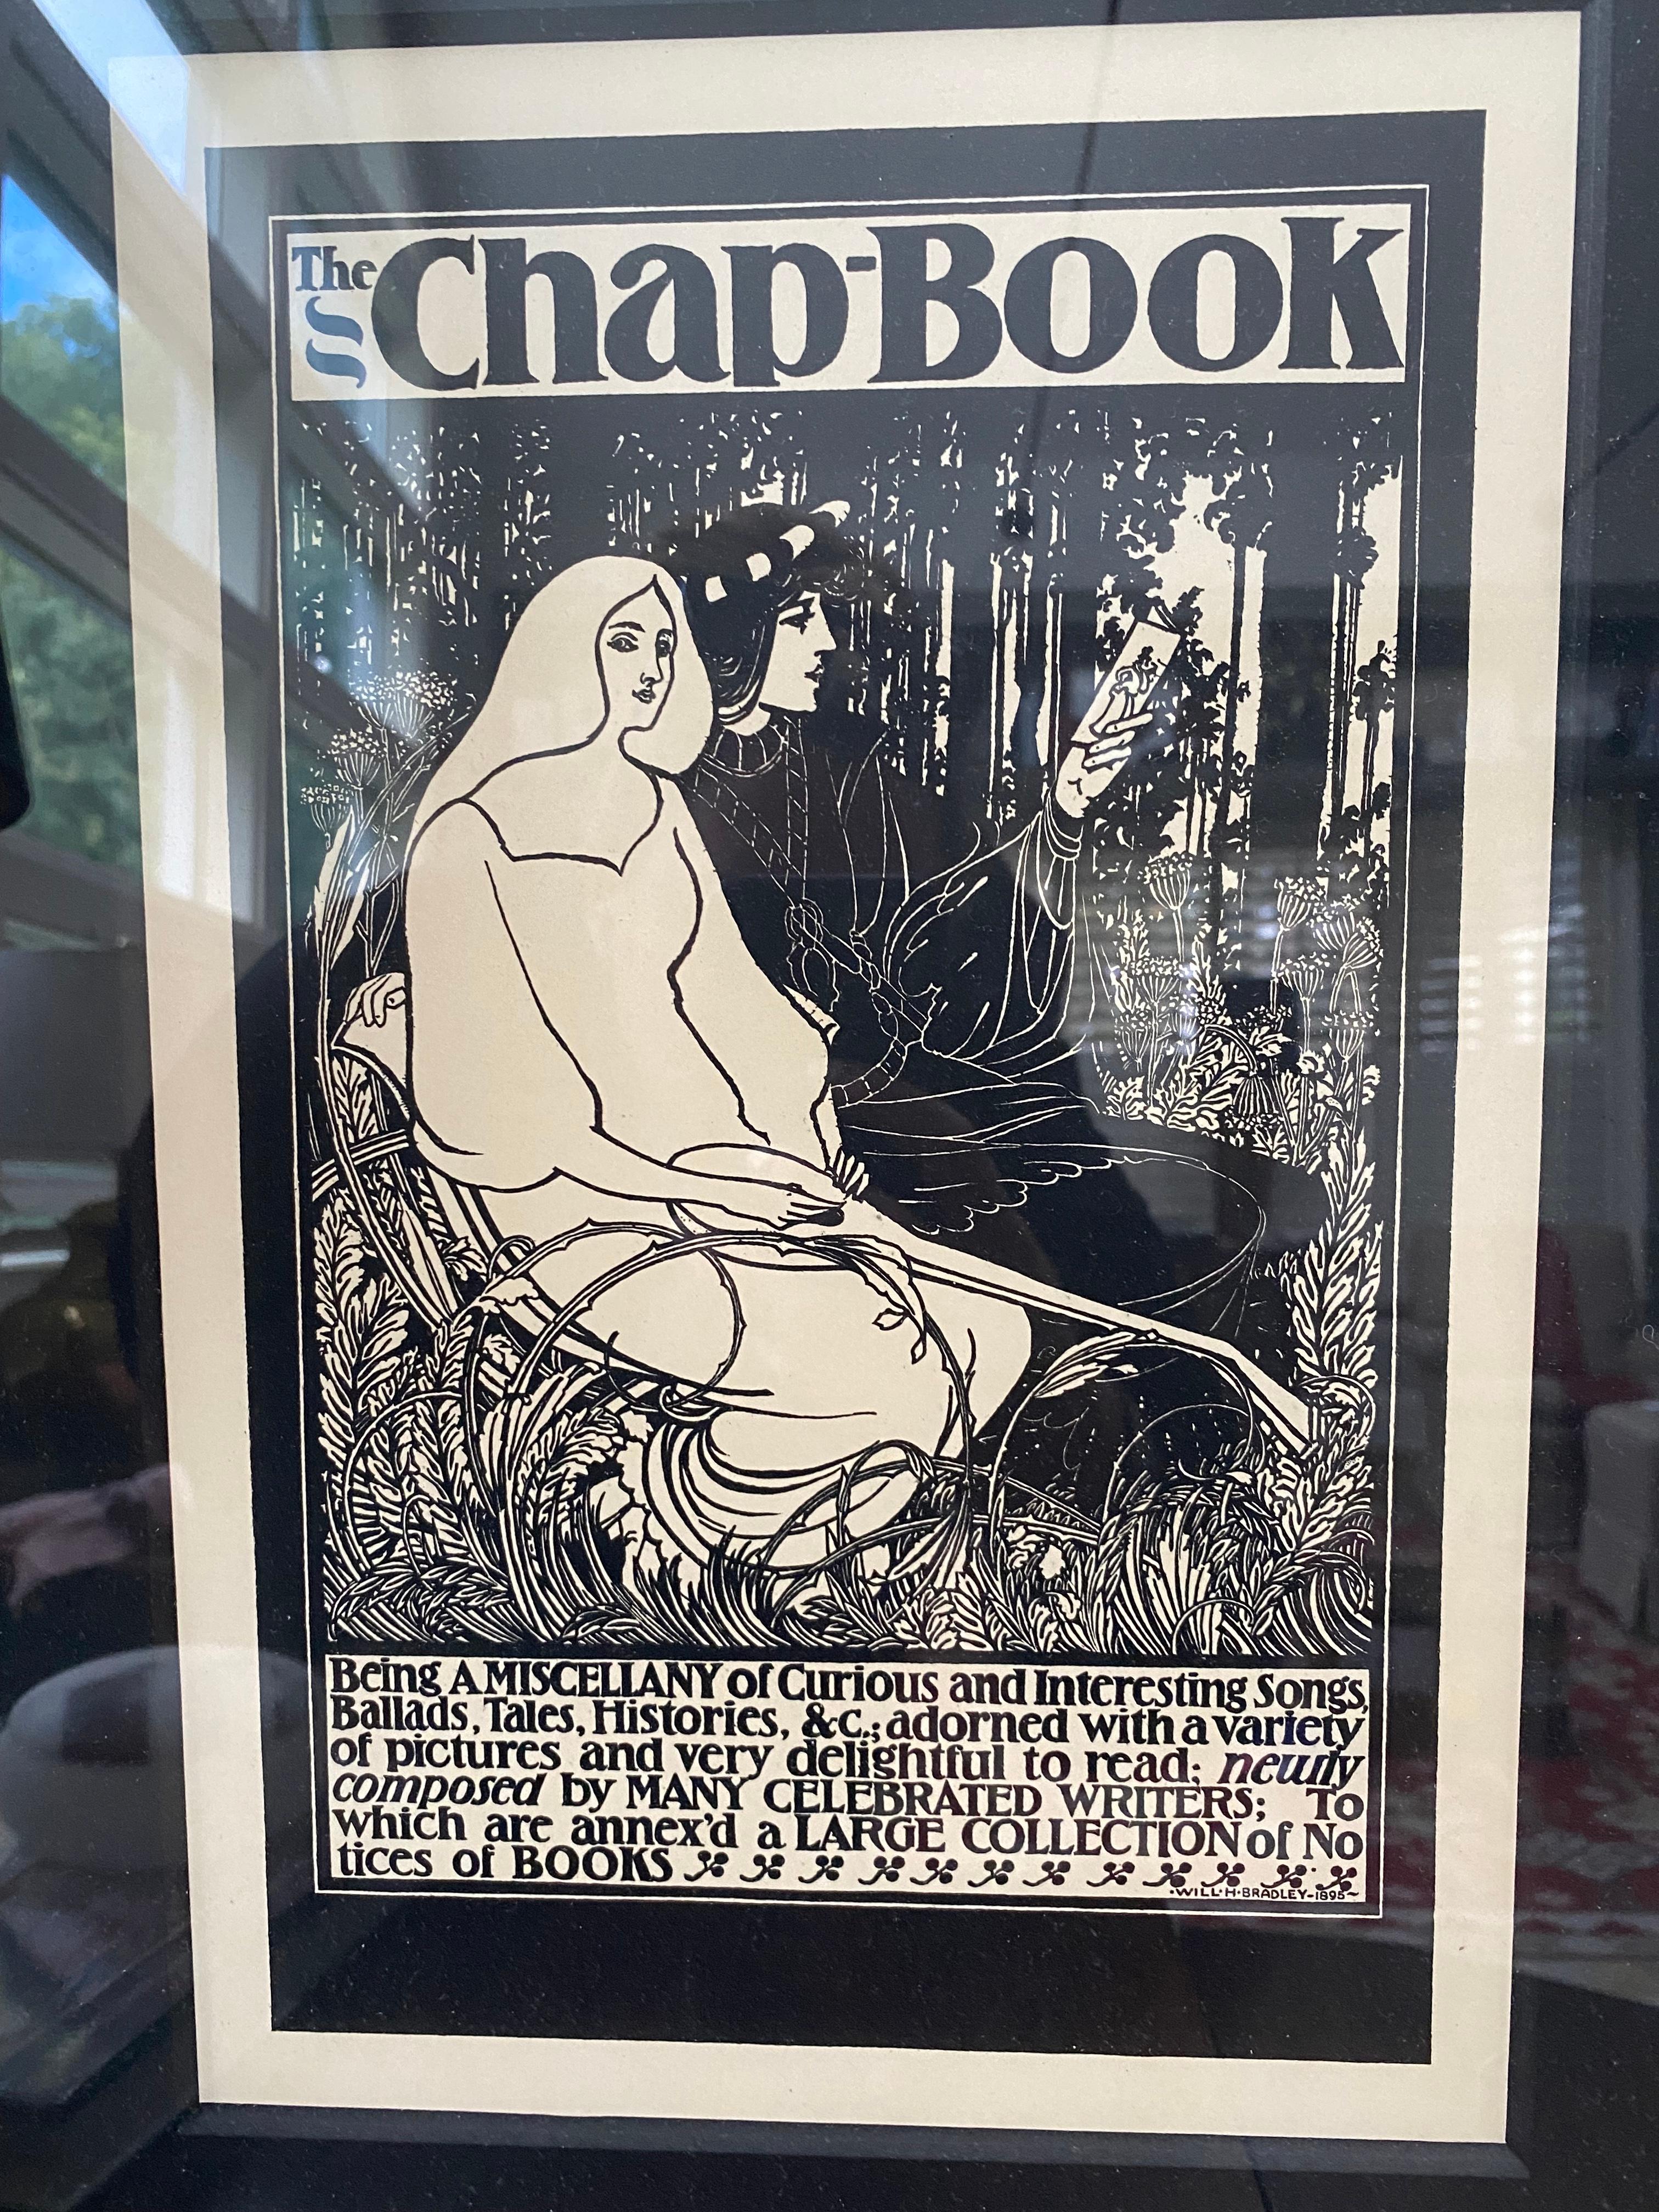 The
§ Chap-Book
Being A MISCELLANY of Curious and Interesting Songs,
Ballads, Tales, Histories, &c.; adorned with a variety
of pictures and very delightful to read; newly
composed by MANY CELEBRATED WRITERS; To
which are annex'd a LARGE COLLECTION of No
tices of BOOKS
·WILL·H·BRADLEY-1895~